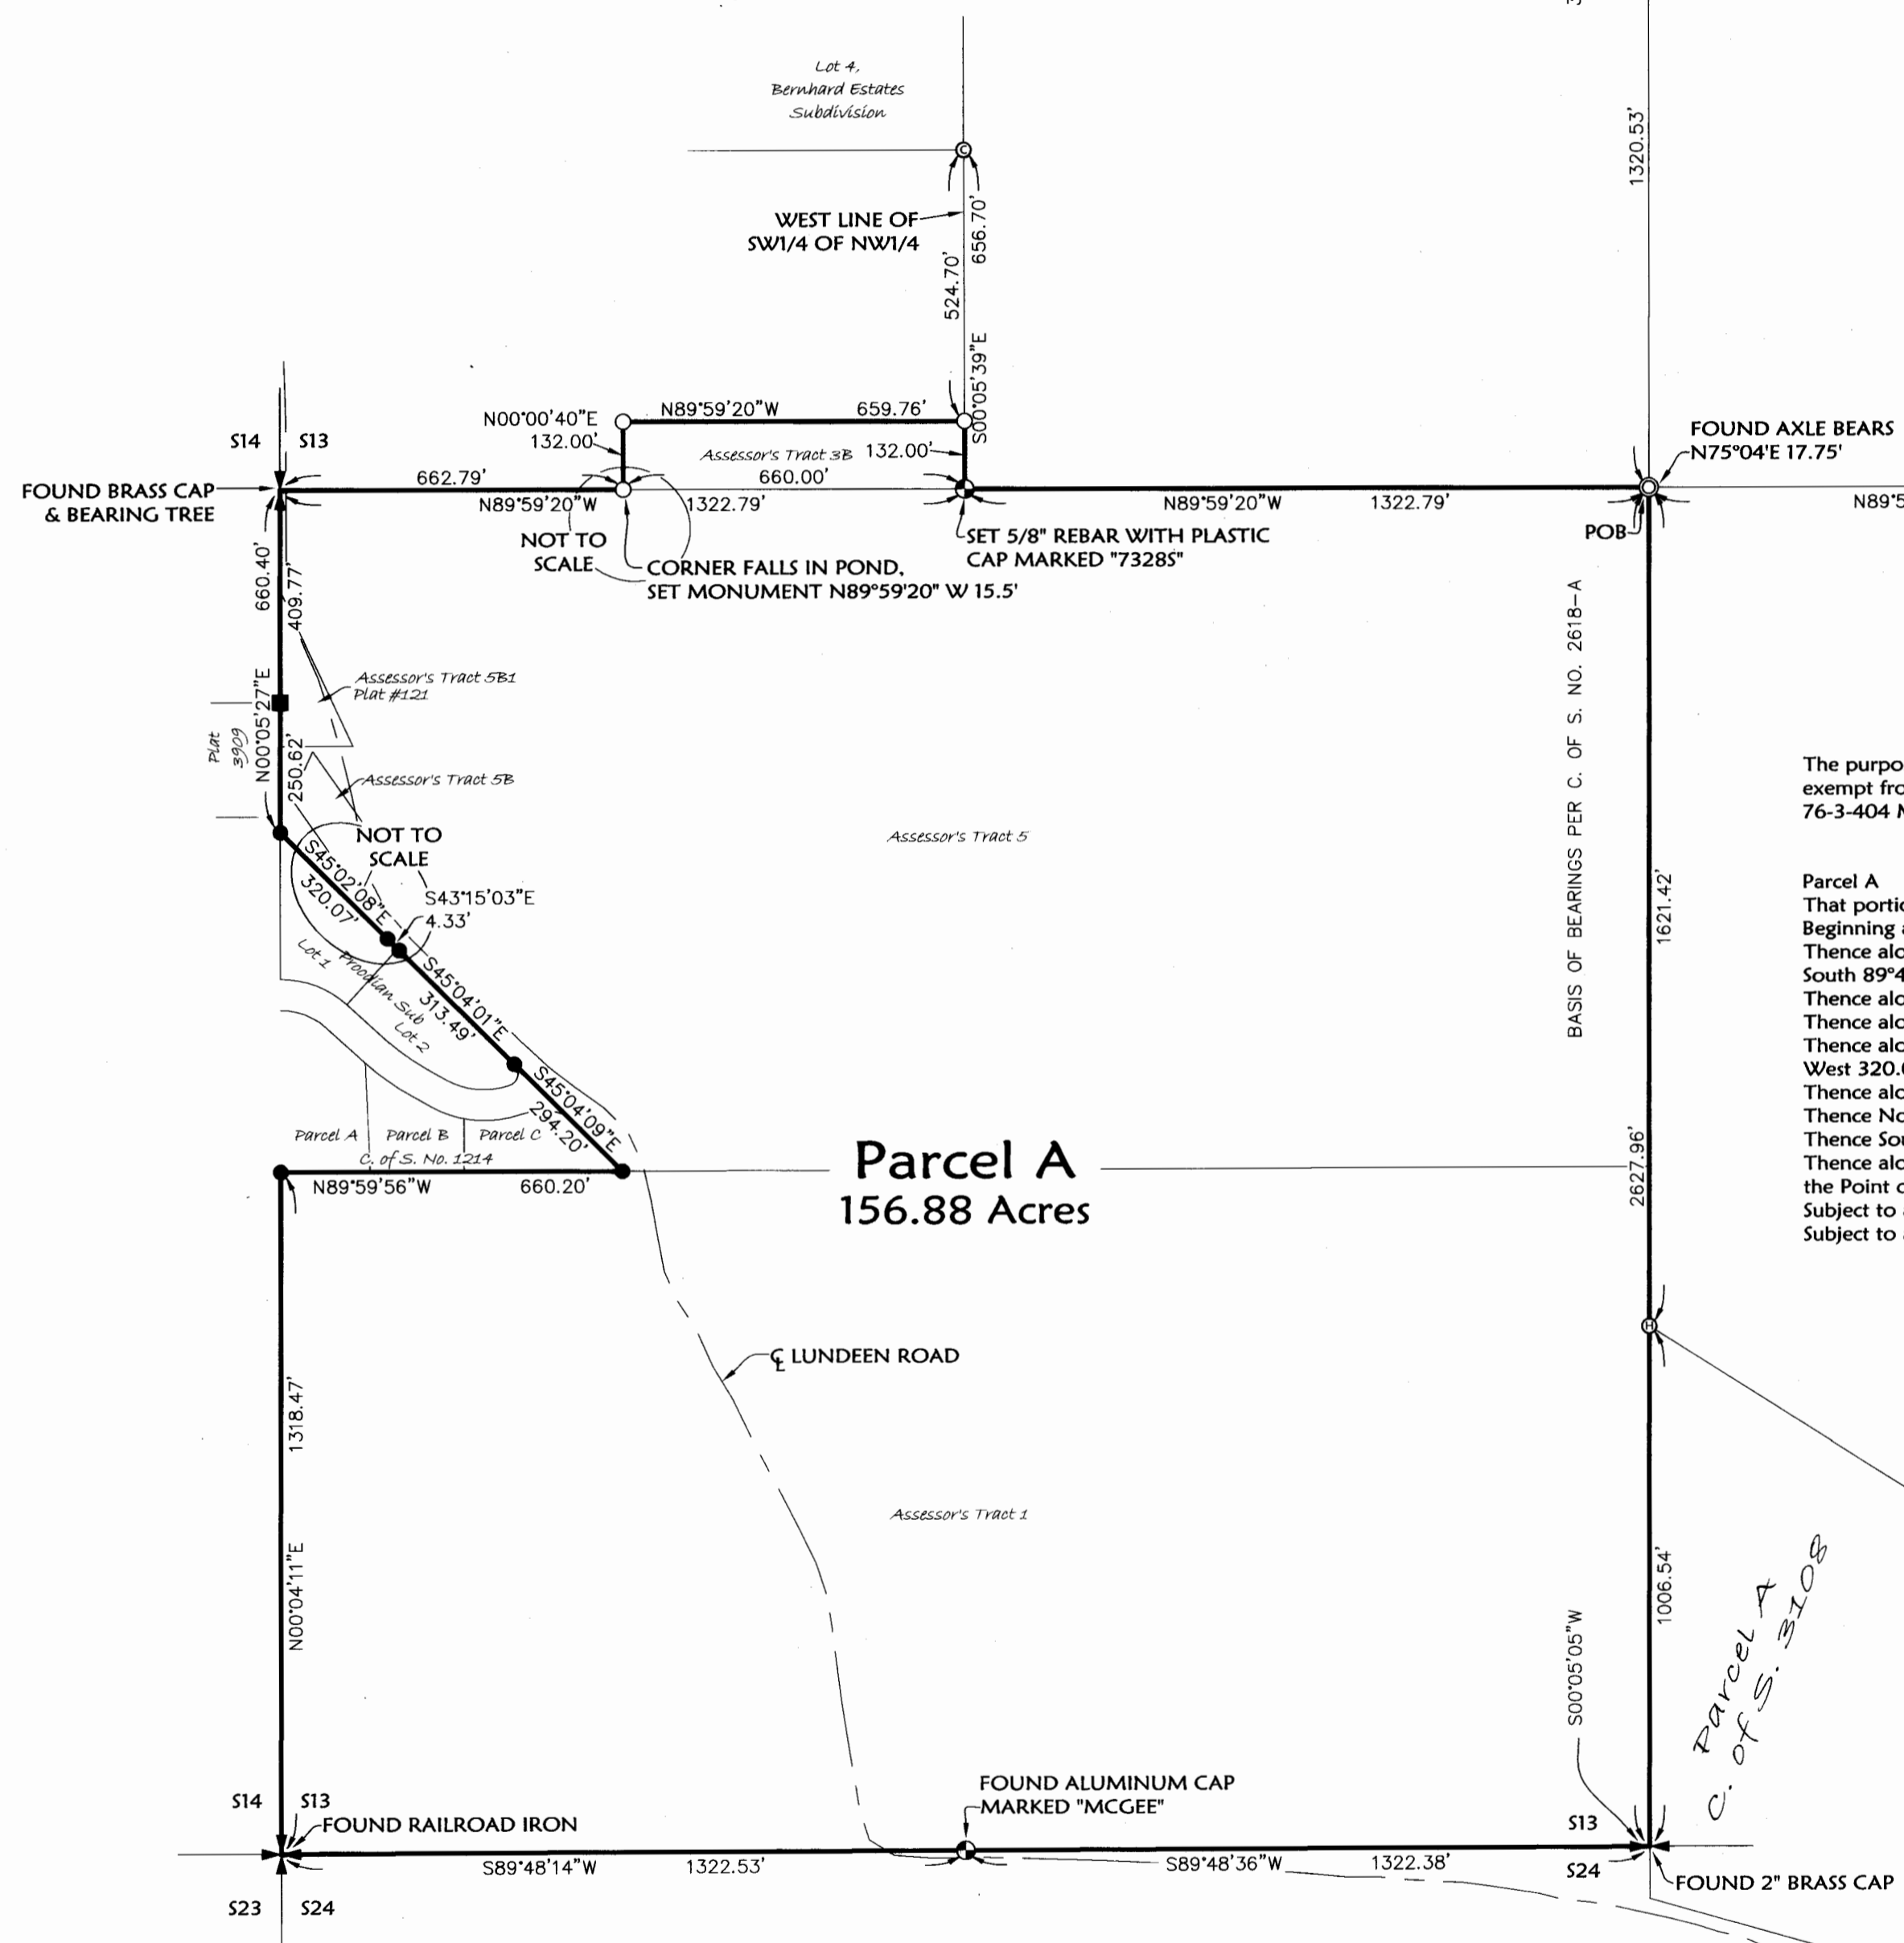 Lot 4,
Bernhard Estates
Subdivision
1320.53'
C
WEST LINE OF
SW1/4 OF NW1/4
656.70'
524.70'
S00°05'39"E
N00°00'40"E
132.00'
N89°59'20"W 659.76'
Assessor's Tract 3B
132.00'
660.00'
S14 S13
FOUND BRASS CAP
& BEARING TREE
662.79'
N89°59'20"W
1322.79'
N89°59'20"W 1322.79'
FOUND AXLE BEARS
N75°04'E 17.75'
N89°5
POB
NOT TO
SCALE
CORNER FALLS IN POND,
SET MONUMENT N89°59'20" W 15.5'
SET 5/8" REBAR WITH PLASTIC
CAP MARKED "7328S"
660.40'
409.77'
N00°05'27"E
250.62'
Plat
3909
Assessor's Tract 5B1
Plat #121
Assessor's Tract 5B
NOT TO
SCALE
S45°02'08"E
320.07'
S43°15'03"E
4.33'
S45°04'01"E
313.49'
Lot 1
Proodian Sub
Lot 2
S45°04'09"E
294.20'
Parcel A Parcel B Parcel C
C. of S. No. 1214
N89°59'56"W 660.20'
Assessor's Tract 5
BASIS OF BEARINGS PER C. OF S. NO. 2618-A
1621.42'
2627.96'
Parcel A
156.88 Acres
The purpo
exempt fro
76-3-404 M
Parcel A
That portic
Beginning a
Thence alo
South 89°4
Thence alo
Thence alo
Thence alo
West 320.0
Thence alo
Thence No
Thence Sou
Thence alo
the Point o
Subject to
Subject to
H
℄ LUNDEEN ROAD
1318.47'
N00°04'11"E
Assessor's Tract 1
1006.54'
S00°05'05"W
Parcel A
C. of S. 3108
FOUND ALUMINUM CAP
MARKED "MCGEE"
S14 S13
FOUND RAILROAD IRON
S13
S89°48'14"W 1322.53'
S89°48'36"W 1322.38'
S24
FOUND 2" BRASS CAP
S23 S24